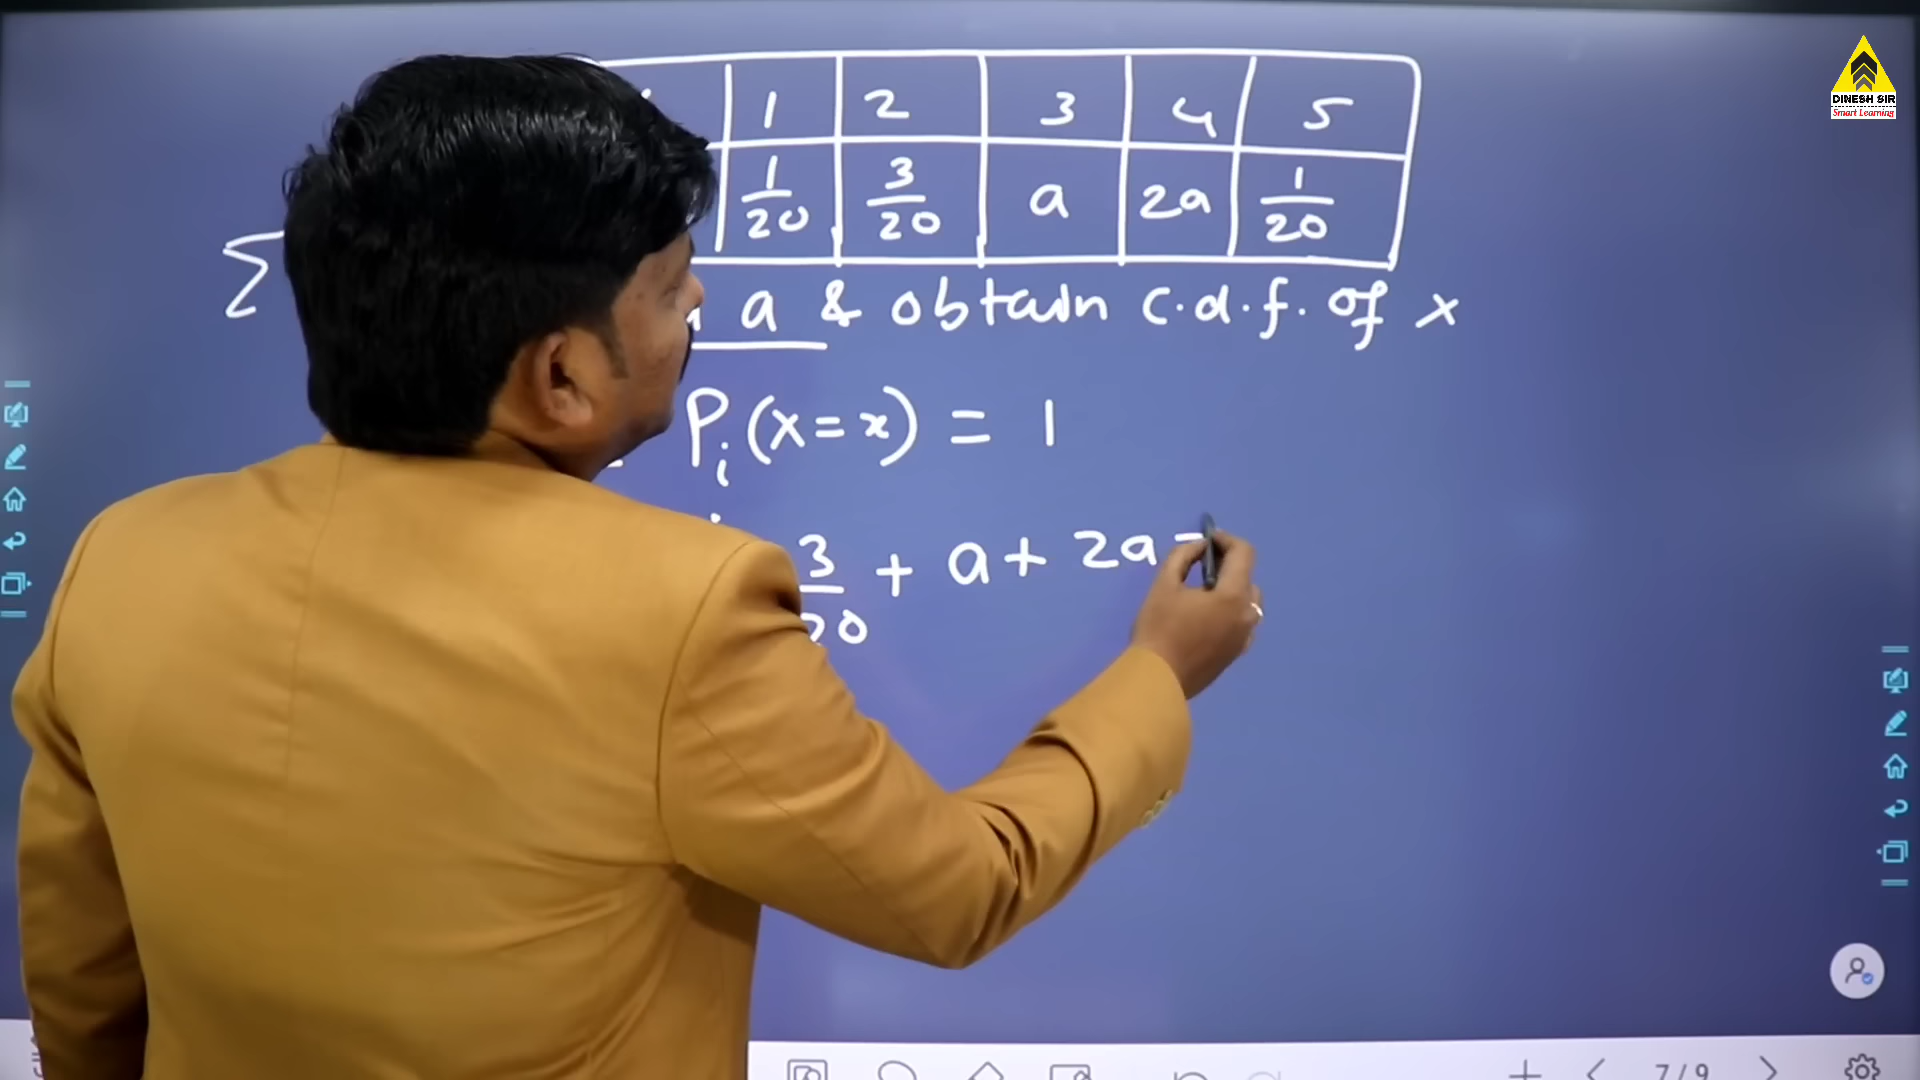 1 2 3 4 5
1/20 3/20 a 2a 1/20
Σ
a & obtain c.d.f. of x
Pi (x = x) = 1
3/20 + a + 2a
DINESH SIR
Smart Learning
7/9